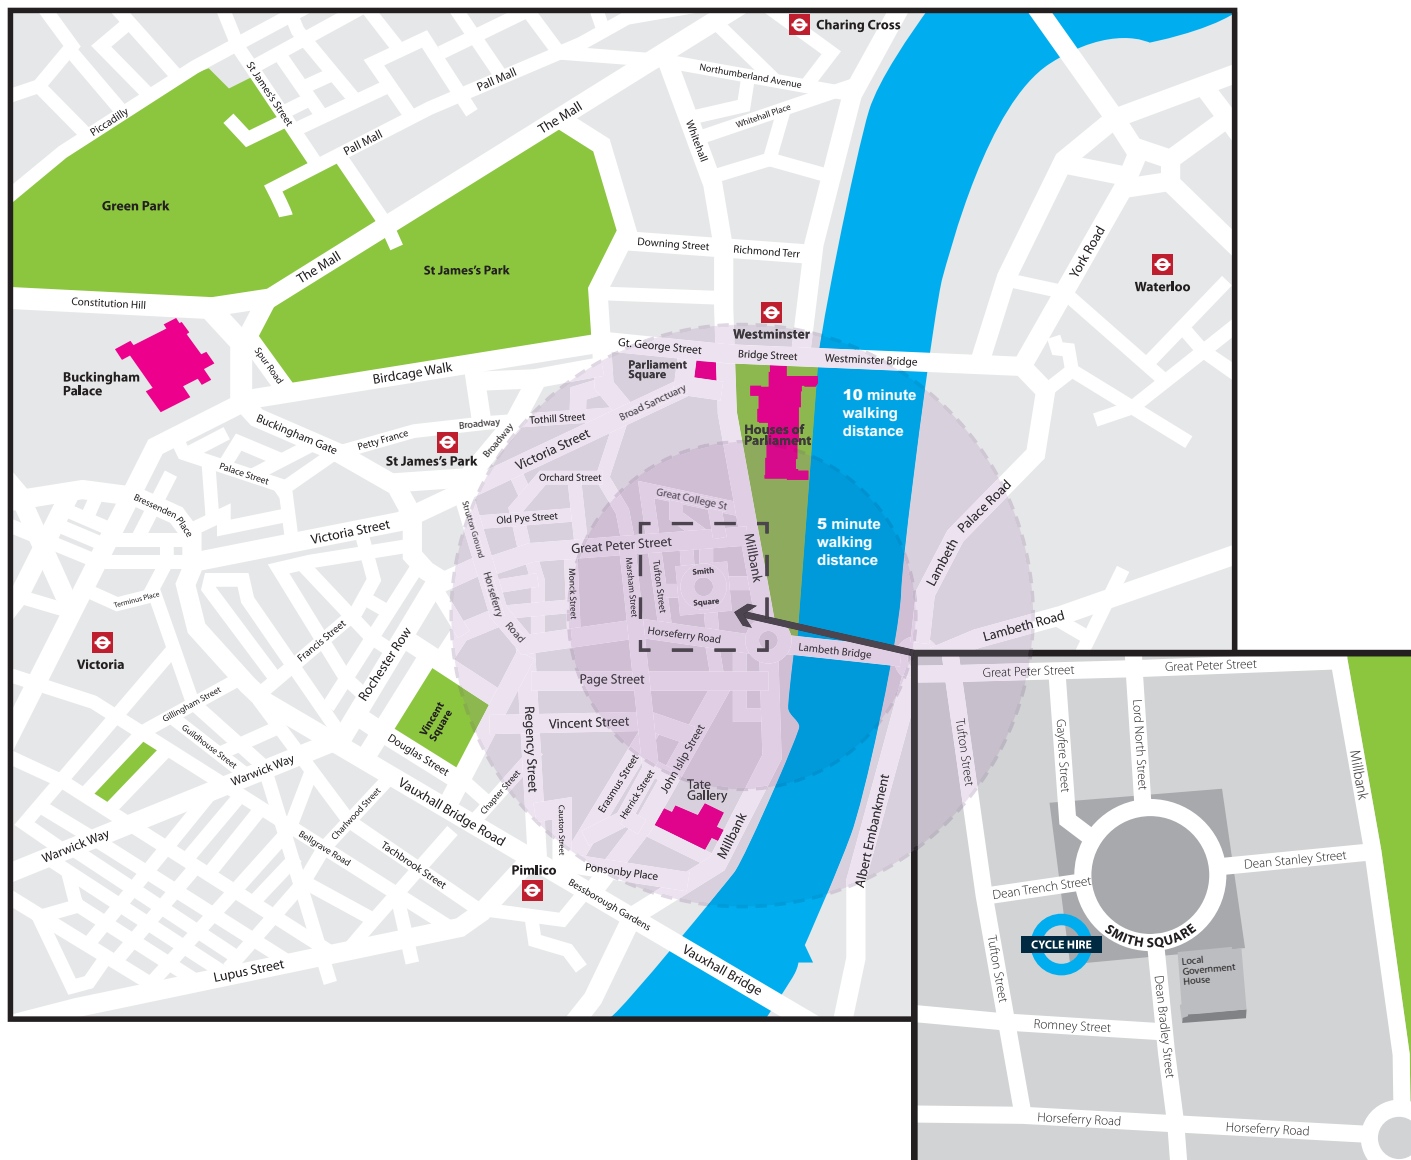 Charing Cross
St James's Street
Pall Mall
Northumberland Avenue
Piccadilly
The Mall
Whitehall Place
Pall Mall
Whitehall
Green Park
Downing Street
Richmond Terr
York Road
St James's Park
The Mall
Waterloo
Constitution Hill
Westminster
Gt. George Street
Bridge Street
Westminster Bridge
Parliament
Square
Spur Road
Birdcage Walk
Buckingham
Palace
Broad Sanctuary
10 minute
walking
distance
Tothill Street
Broadway
Buckingham Gate
Petty France
Broadway
Houses of
Parliament
St James's Park
Victoria Street
Palace Street
Orchard Street
Great College St
Palace Road
Bressenden Place
Old Pye Street
Strutton Ground
5 minute
walking
distance
Victoria Street
Great Peter Street
Millbank
Lambeth
Smith
Square
Tufton Street
Marsham Street
Monck Street
Horseferry
Road
Terminus Place
Horseferry Road
Lambeth Road
Francis Street
Rochester Row
Lambeth Bridge
Victoria
Page Street
Gillingham Street
Vincent
Square
Vincent Street
Regency Street
Guildhouse Street
Douglas Street
John Islip Street
Warwick Way
Erasmus Street
Herrick Street
Chapter Street
Tate
Gallery
Vauxhall Bridge Road
Charlwood Street
Causton Street
Millbank
Albert Embankment
Warwick Way
Bellgrave Road
Tachbrook Street
Pimlico
Ponsonby Place
Bessborough Gardens
Lupus Street
Vauxhall Bridge
Great Peter Street
Great Peter Street
Tufton Street
Gayfere Street
Lord North Street
Millbank
Dean Stanley Street
Dean Trench Street
SMITH SQUARE
CYCLE HIRE
Tufton Street
Local
Government
House
Dean Bradley Street
Romney Street
Horseferry Road
Horseferry Road